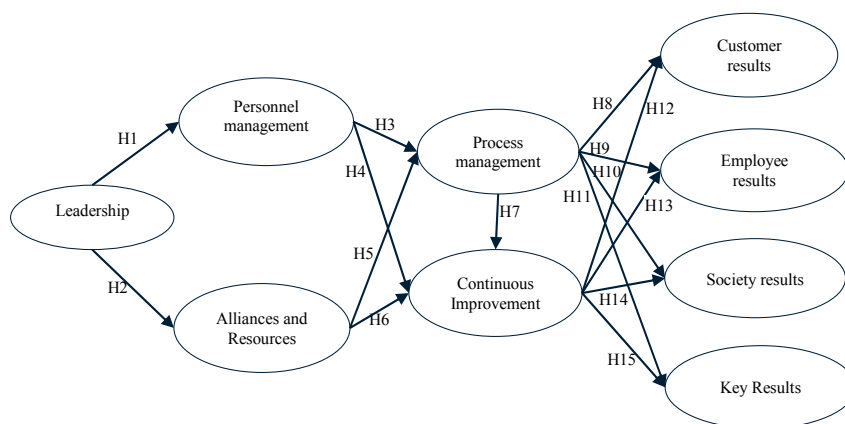 Customer
results
H8
H12
Personnel
management
H1
H3
Process
management
H9
Employee
results
H4
H10
H11
Leadership
H7
H13
H5
H2
Continuous
Improvement
Society results
H14
Alliances and
Resources
H6
H15
Key Results